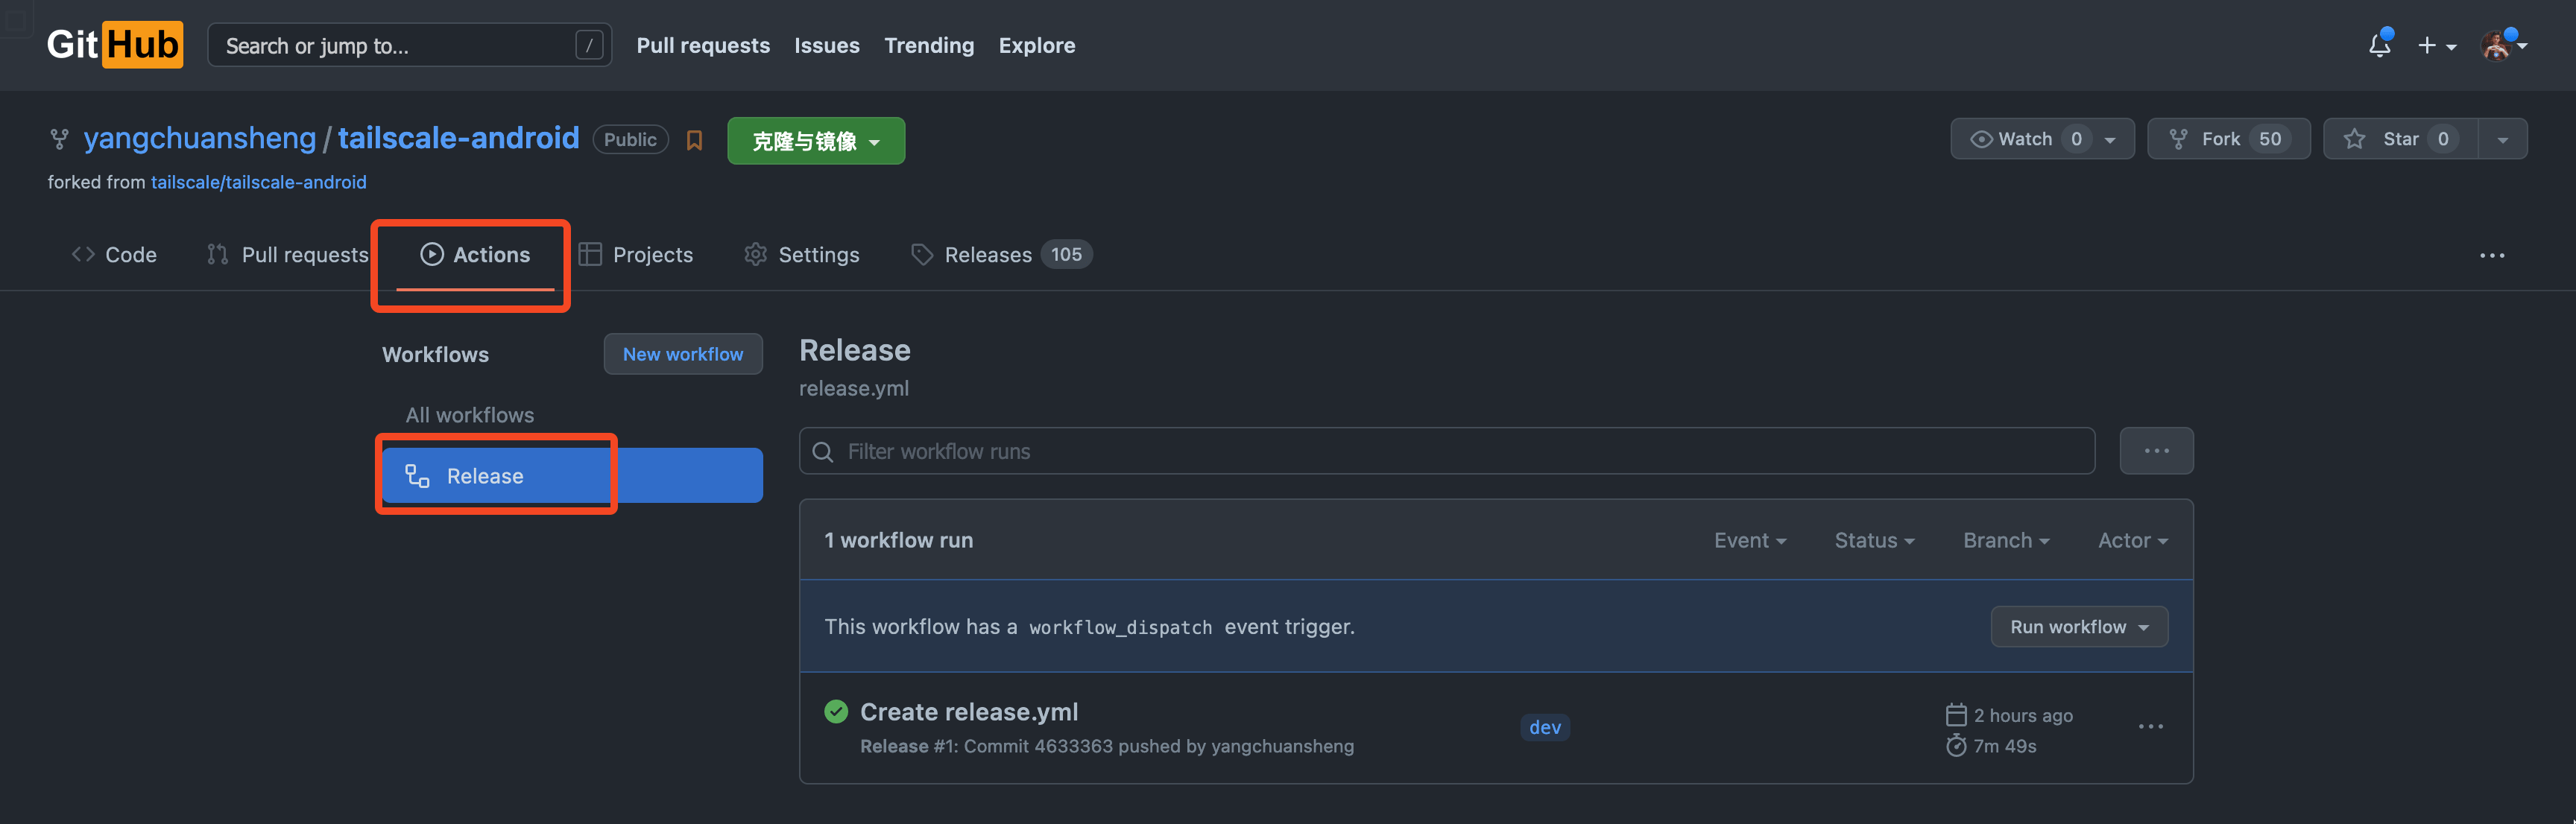 GitHub Search or jump to... / Pull requests Issues Trending Explore
yangchuansheng / tailscale-android Public 克隆与镜像 Watch 0 Fork 50 Star 0
forked from tailscale/tailscale-android
Code Pull requests Actions Projects Settings Releases 105
Workflows New workflow
All workflows
Release
Release
release.yml
Filter workflow runs
1 workflow run Event Status Branch Actor
This workflow has a workflow_dispatch event trigger. Run workflow
Create release.yml
Release #1: Commit 4633363 pushed by yangchuansheng
dev
2 hours ago
7m 49s